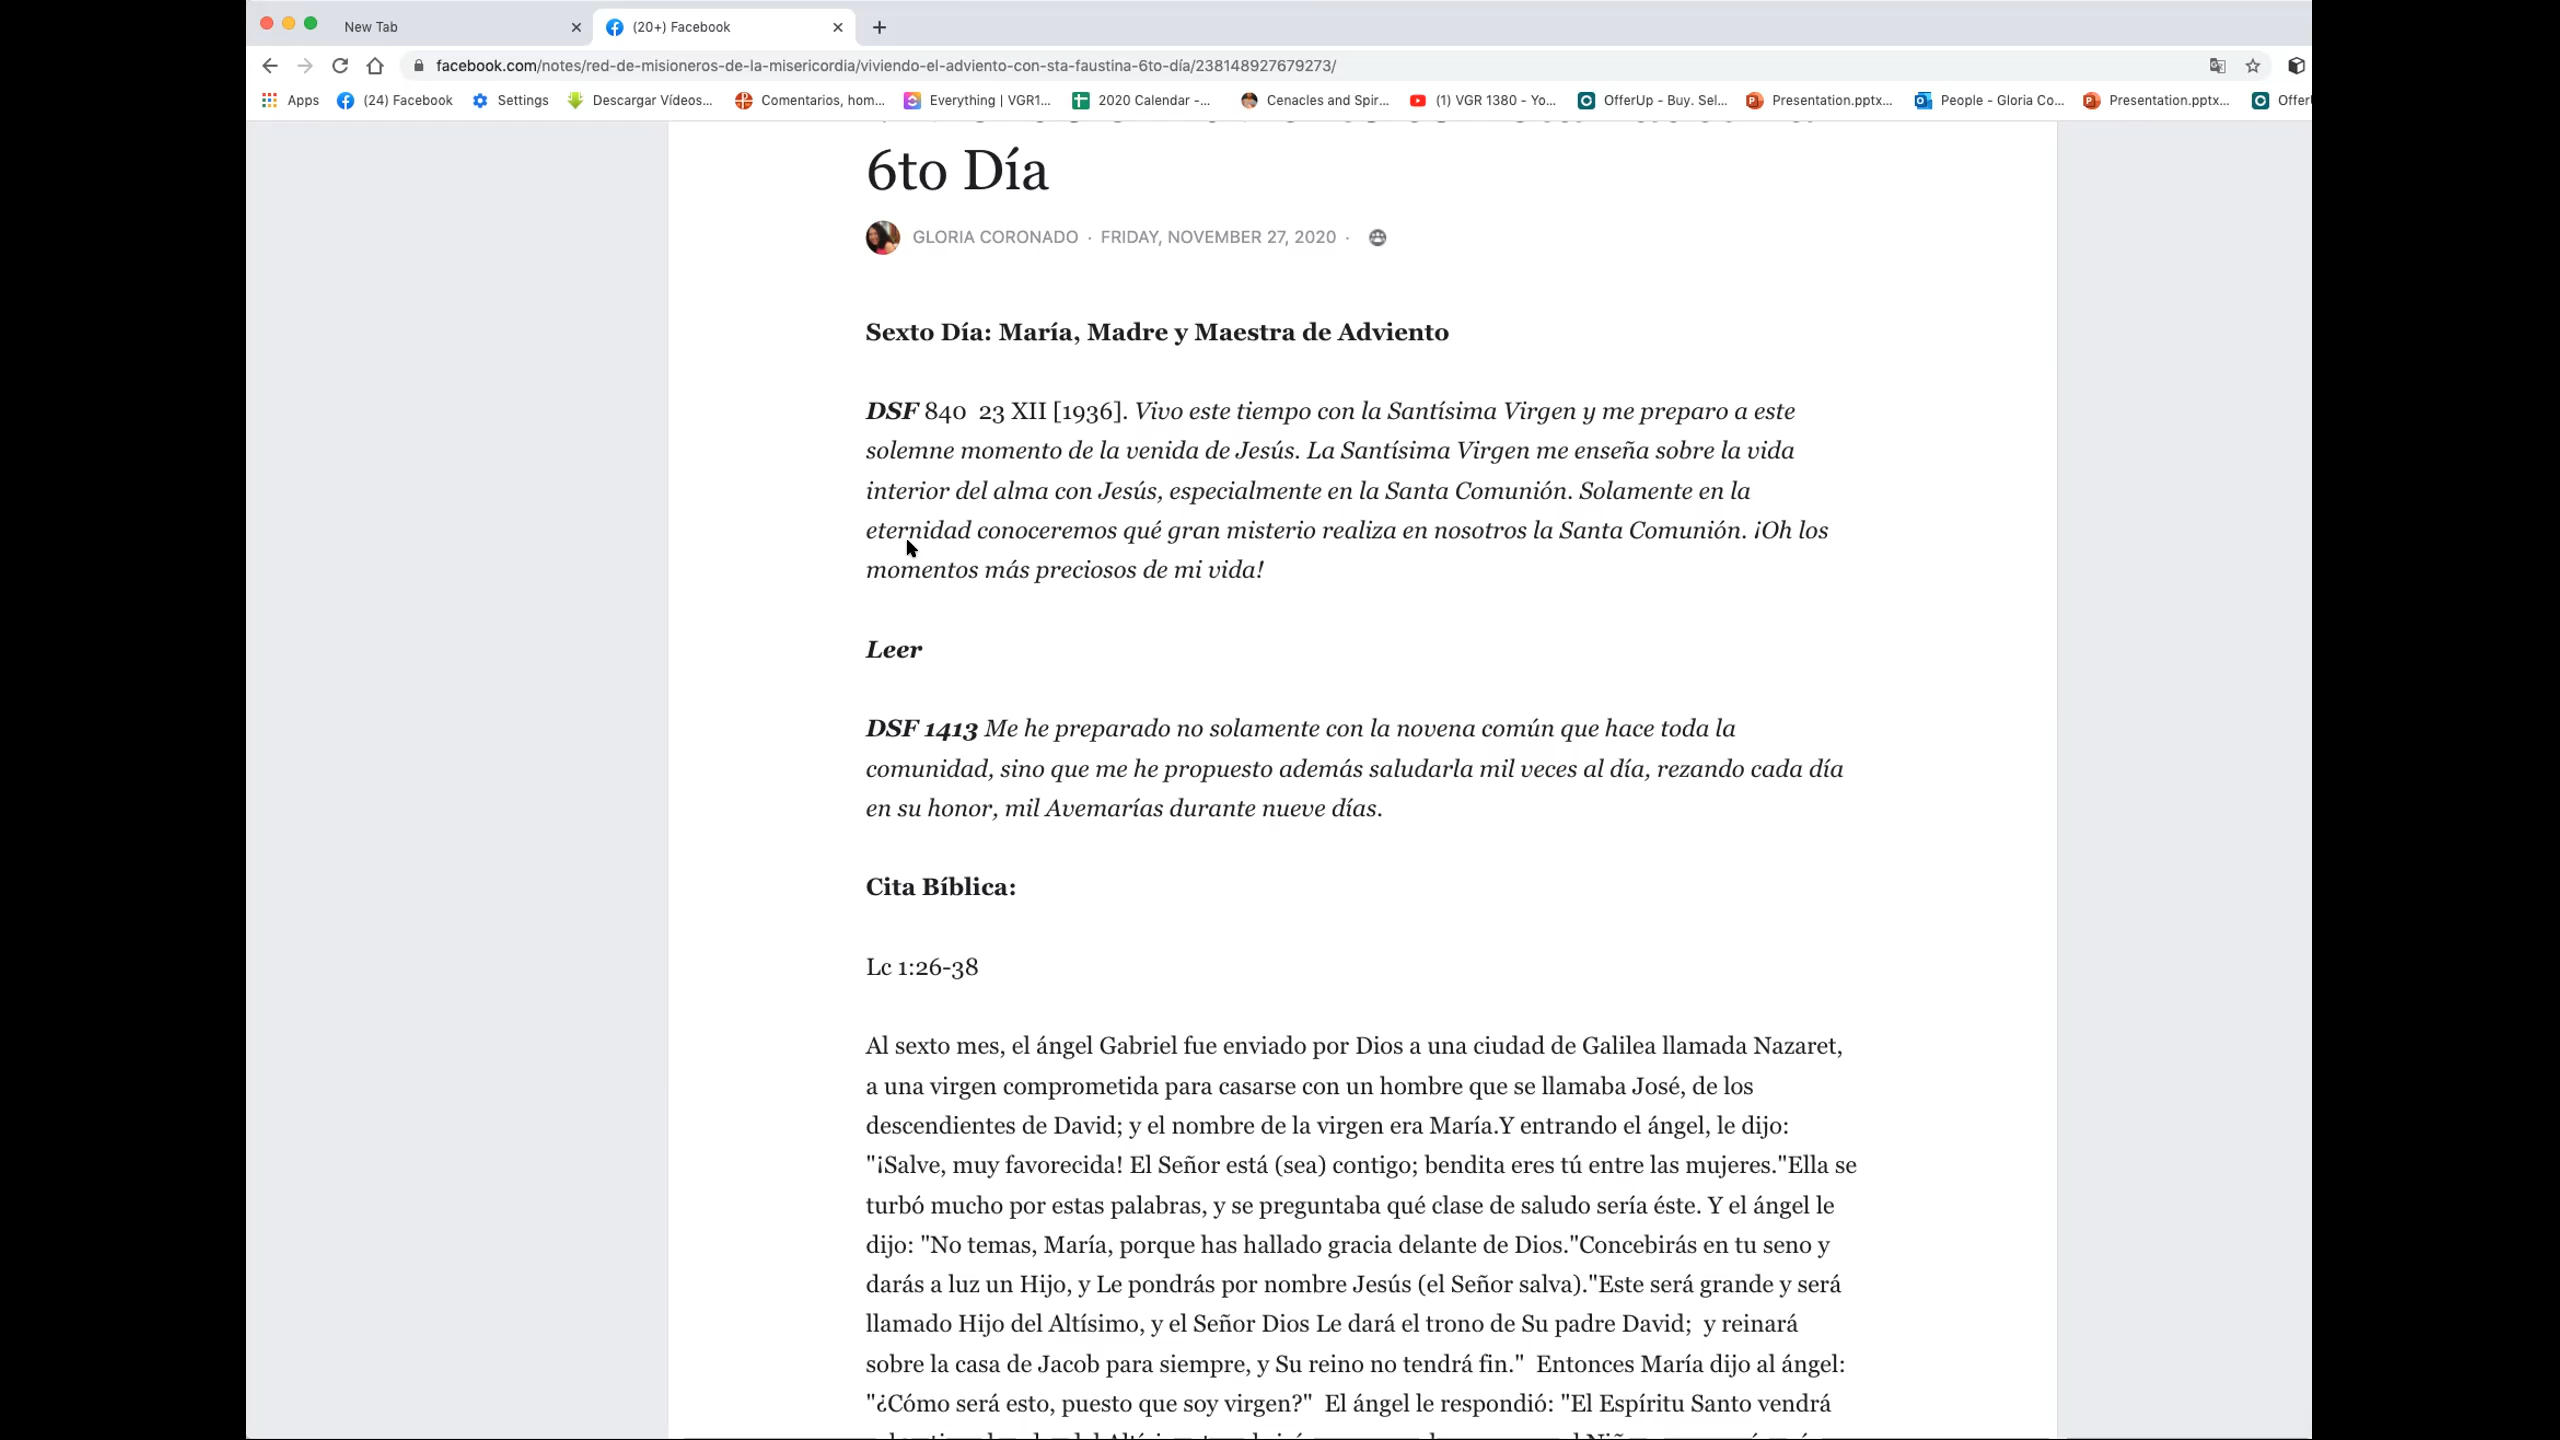 New Tab
(20+) Facebook
facebook.com/notes/red-de-misioneros-de-la-misericordia/viviendo-el-adviento-con-sta-faustina-6to-día/238148927679273/
Apps (24) Facebook Settings Descargar Vídeos... Comentarios, hom... Everything | VGR1... 2020 Calendar -... Cenacles and Spir... (1) VGR 1380 - Yo... OfferUp - Buy. Sel... Presentation.pptx... People - Gloria Co... Presentation.pptx... Offer
6to Día
GLORIA CORONADO · FRIDAY, NOVEMBER 27, 2020 ·
Sexto Día: María, Madre y Maestra de Adviento
DSF 840 23 XII [1936]. Vivo este tiempo con la Santísima Virgen y me preparo a este
solemne momento de la venida de Jesús. La Santísima Virgen me enseña sobre la vida
interior del alma con Jesús, especialmente en la Santa Comunión. Solamente en la
eternidad conoceremos qué gran misterio realiza en nosotros la Santa Comunión. ¡Oh los
momentos más preciosos de mi vida!
Leer
DSF 1413 Me he preparado no solamente con la novena común que hace toda la
comunidad, sino que me he propuesto además saludarla mil veces al día, rezando cada día
en su honor, mil Avemarías durante nueve días.
Cita Bíblica:
Lc 1:26-38
Al sexto mes, el ángel Gabriel fue enviado por Dios a una ciudad de Galilea llamada Nazaret,
a una virgen comprometida para casarse con un hombre que se llamaba José, de los
descendientes de David; y el nombre de la virgen era María.Y entrando el ángel, le dijo:
"¡Salve, muy favorecida! El Señor está (sea) contigo; bendita eres tú entre las mujeres."Ella se
turbó mucho por estas palabras, y se preguntaba qué clase de saludo sería éste. Y el ángel le
dijo: "No temas, María, porque has hallado gracia delante de Dios."Concebirás en tu seno y
darás a luz un Hijo, y Le pondrás por nombre Jesús (el Señor salva)."Este será grande y será
llamado Hijo del Altísimo, y el Señor Dios Le dará el trono de Su padre David; y reinará
sobre la casa de Jacob para siempre, y Su reino no tendrá fin." Entonces María dijo al ángel:
"¿Cómo será esto, puesto que soy virgen?" El ángel le respondió: "El Espíritu Santo vendrá